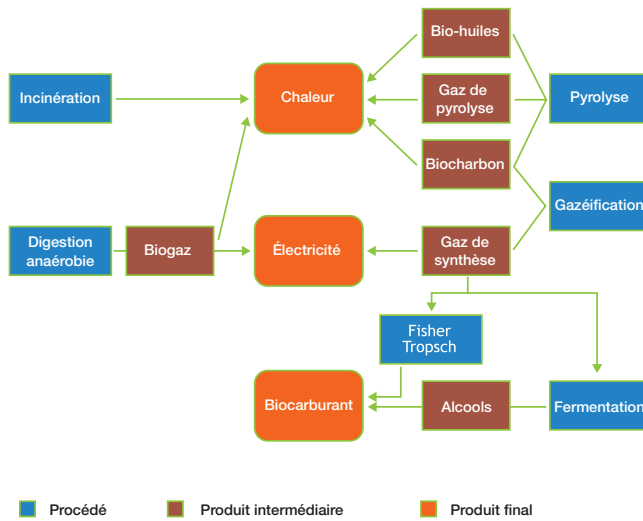 Bio-huiles
Incinération
Chaleur
Gaz de
pyrolyse
Pyrolyse
Biocharbon
Gazéification
Digestion
anaérobie
Biogaz
Électricité
Gaz de
synthèse
Fisher
Tropsch
Biocarburant
Alcools
Fermentation
Procédé
Produit intermédiaire
Produit final